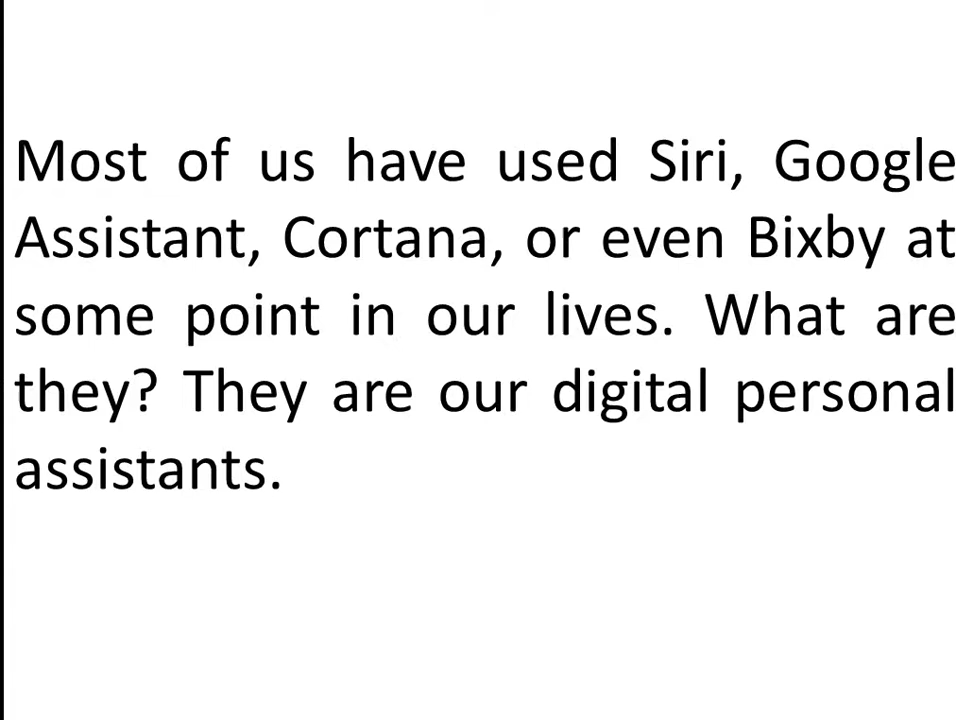 Most of us have used Siri, Google
Assistant, Cortana, or even Bixby at
some point in our lives. What are
they? They are our digital personal
assistants.